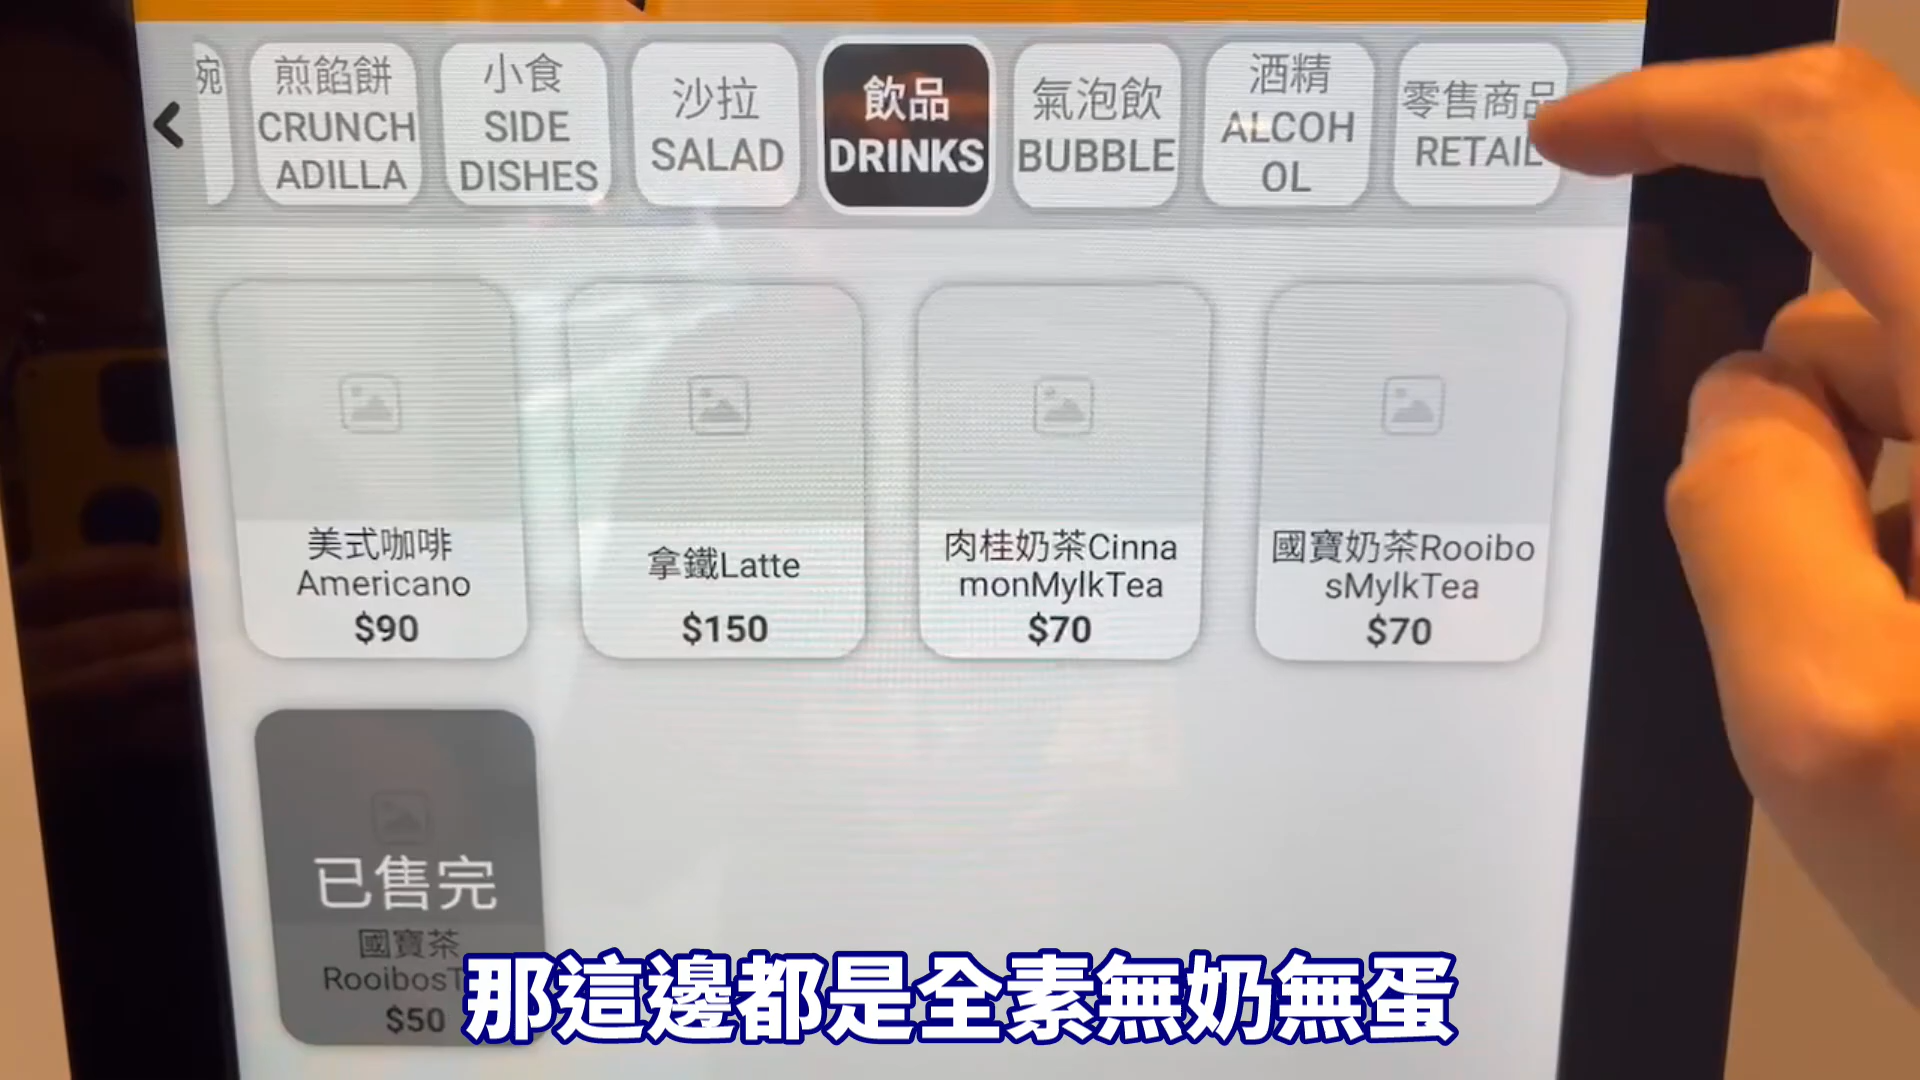 宛
煎餡餅
CRUNCH
ADILLA
小食
SIDE
DISHES
沙拉
SALAD
飲品
DRINKS
氣泡飲
BUBBLE
酒精
ALCOH
OL
零售商品
RETAIL
美式咖啡
Americano
$90
拿鐵Latte
$150
肉桂奶茶Cinna
monMylkTea
$70
國寶奶茶Rooibo
sMylkTea
$70
已售完
國寶茶
RooibosT
$50
那這邊都是全素無奶無蛋